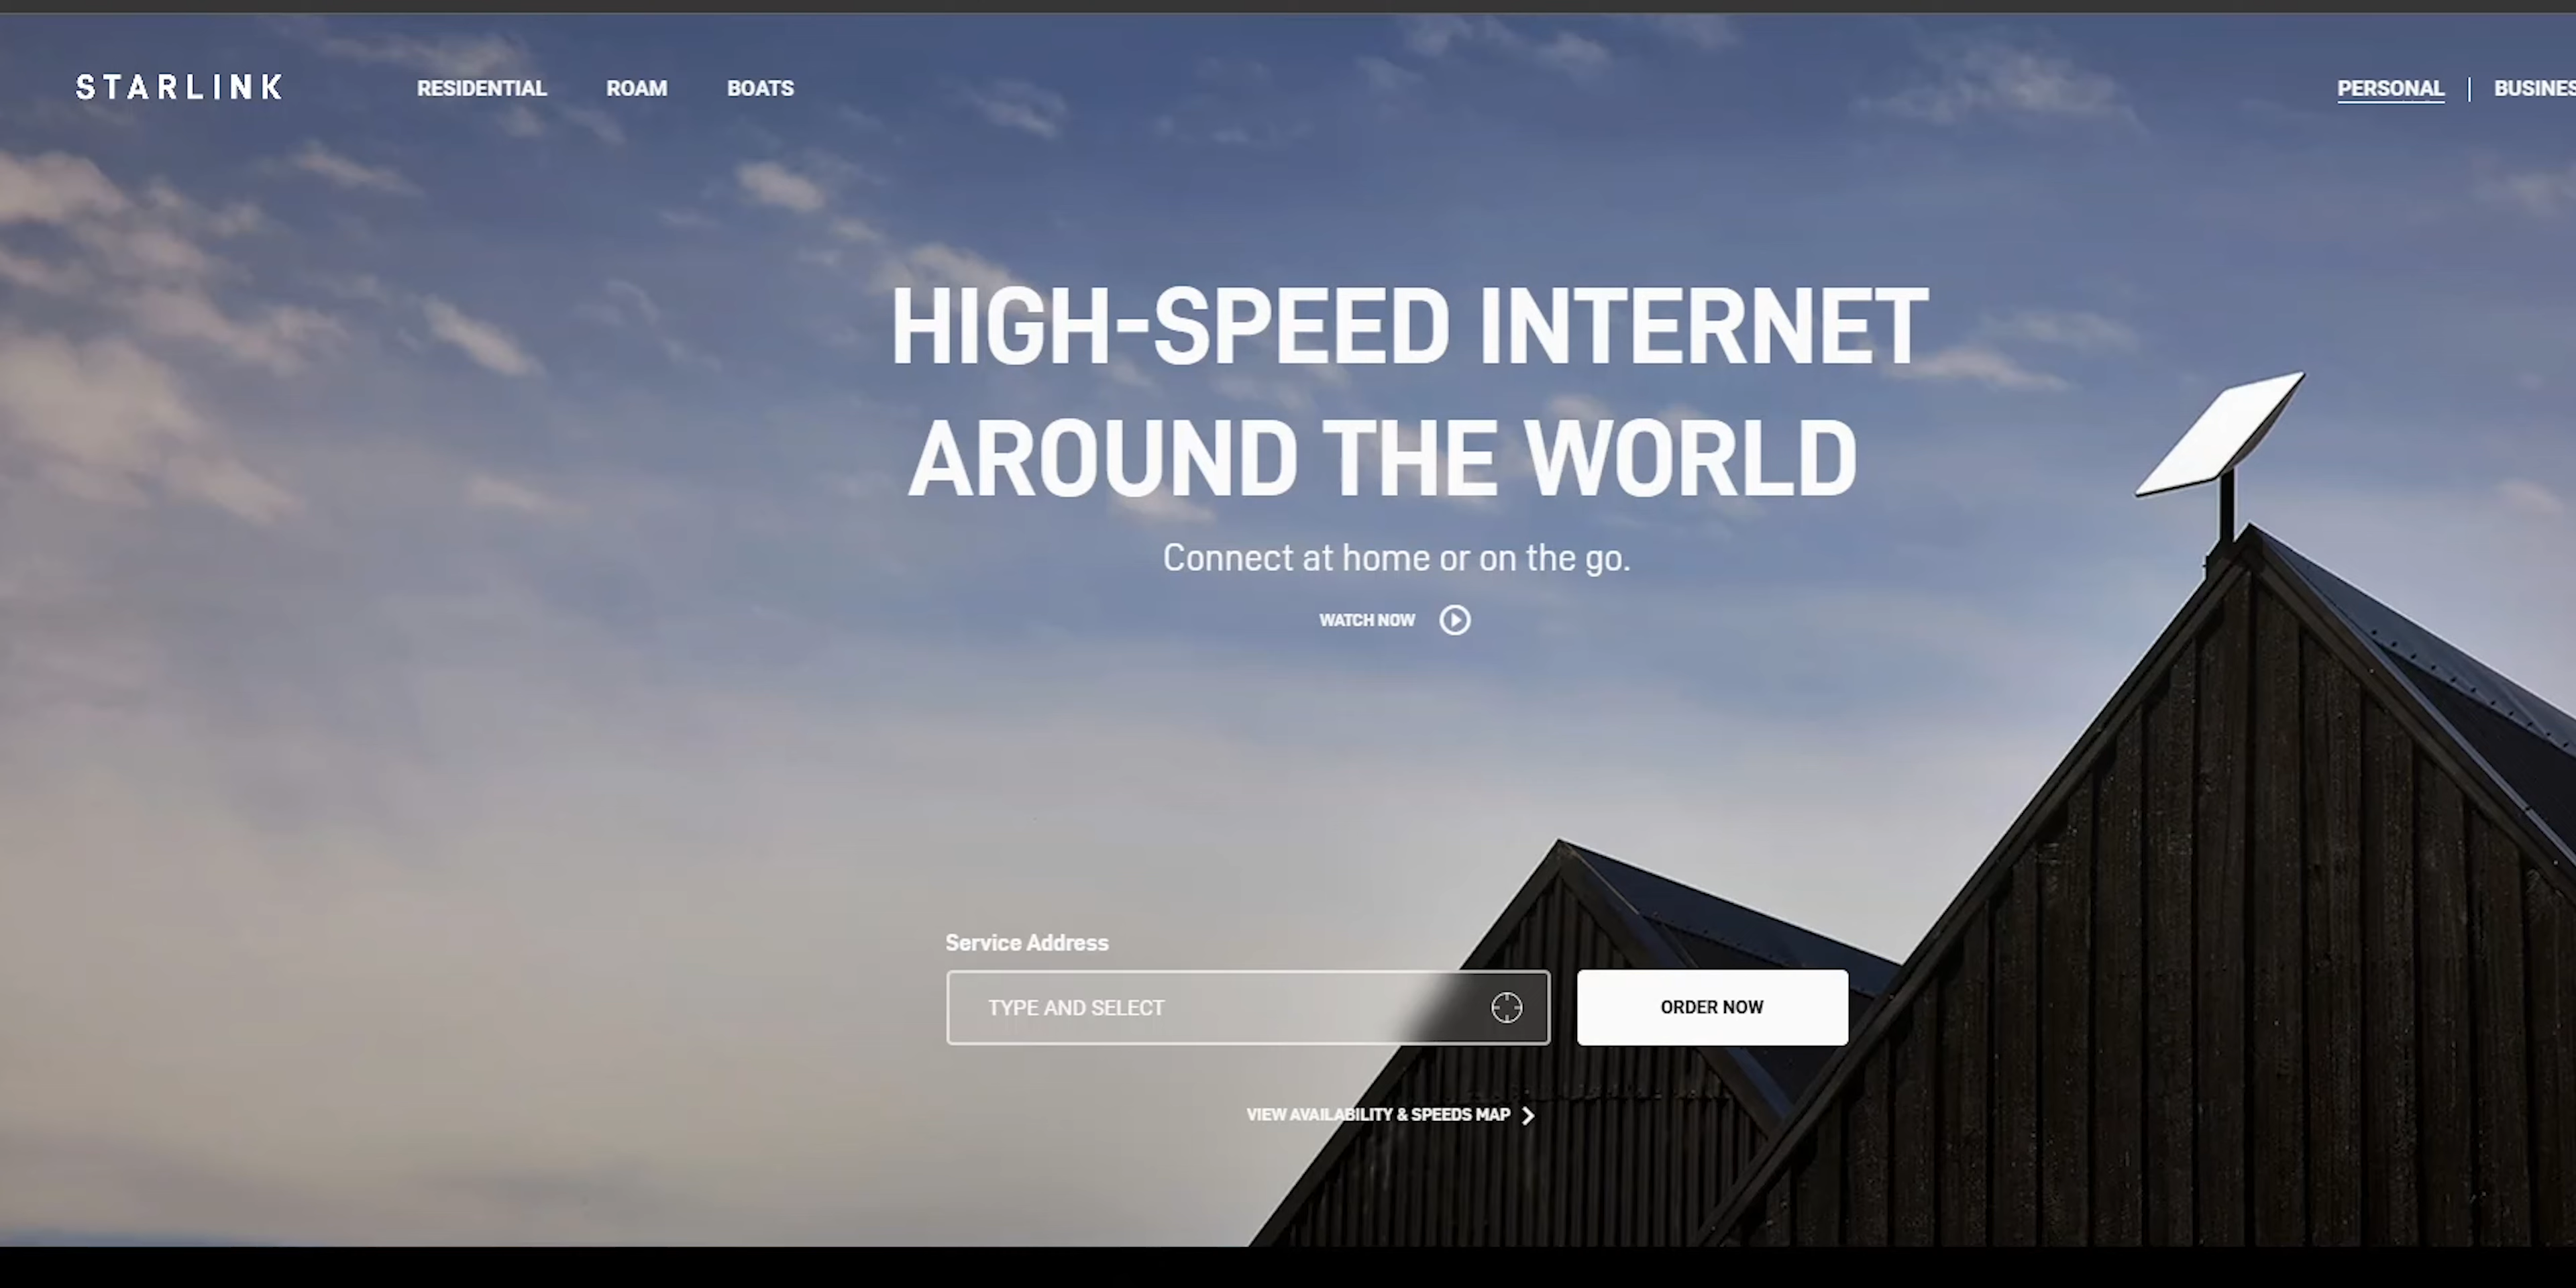 STARLINK
RESIDENTIAL
ROAM
BOATS
PERSONAL
HIGH-SPEED INTERNET
AROUND THE WORLD
Connect at home or on the go.
WATCH NOW
Service Address
TYPE AND SELECT
ORDER NOW
VIEW AVAILABILITY & SPEEDS MAP